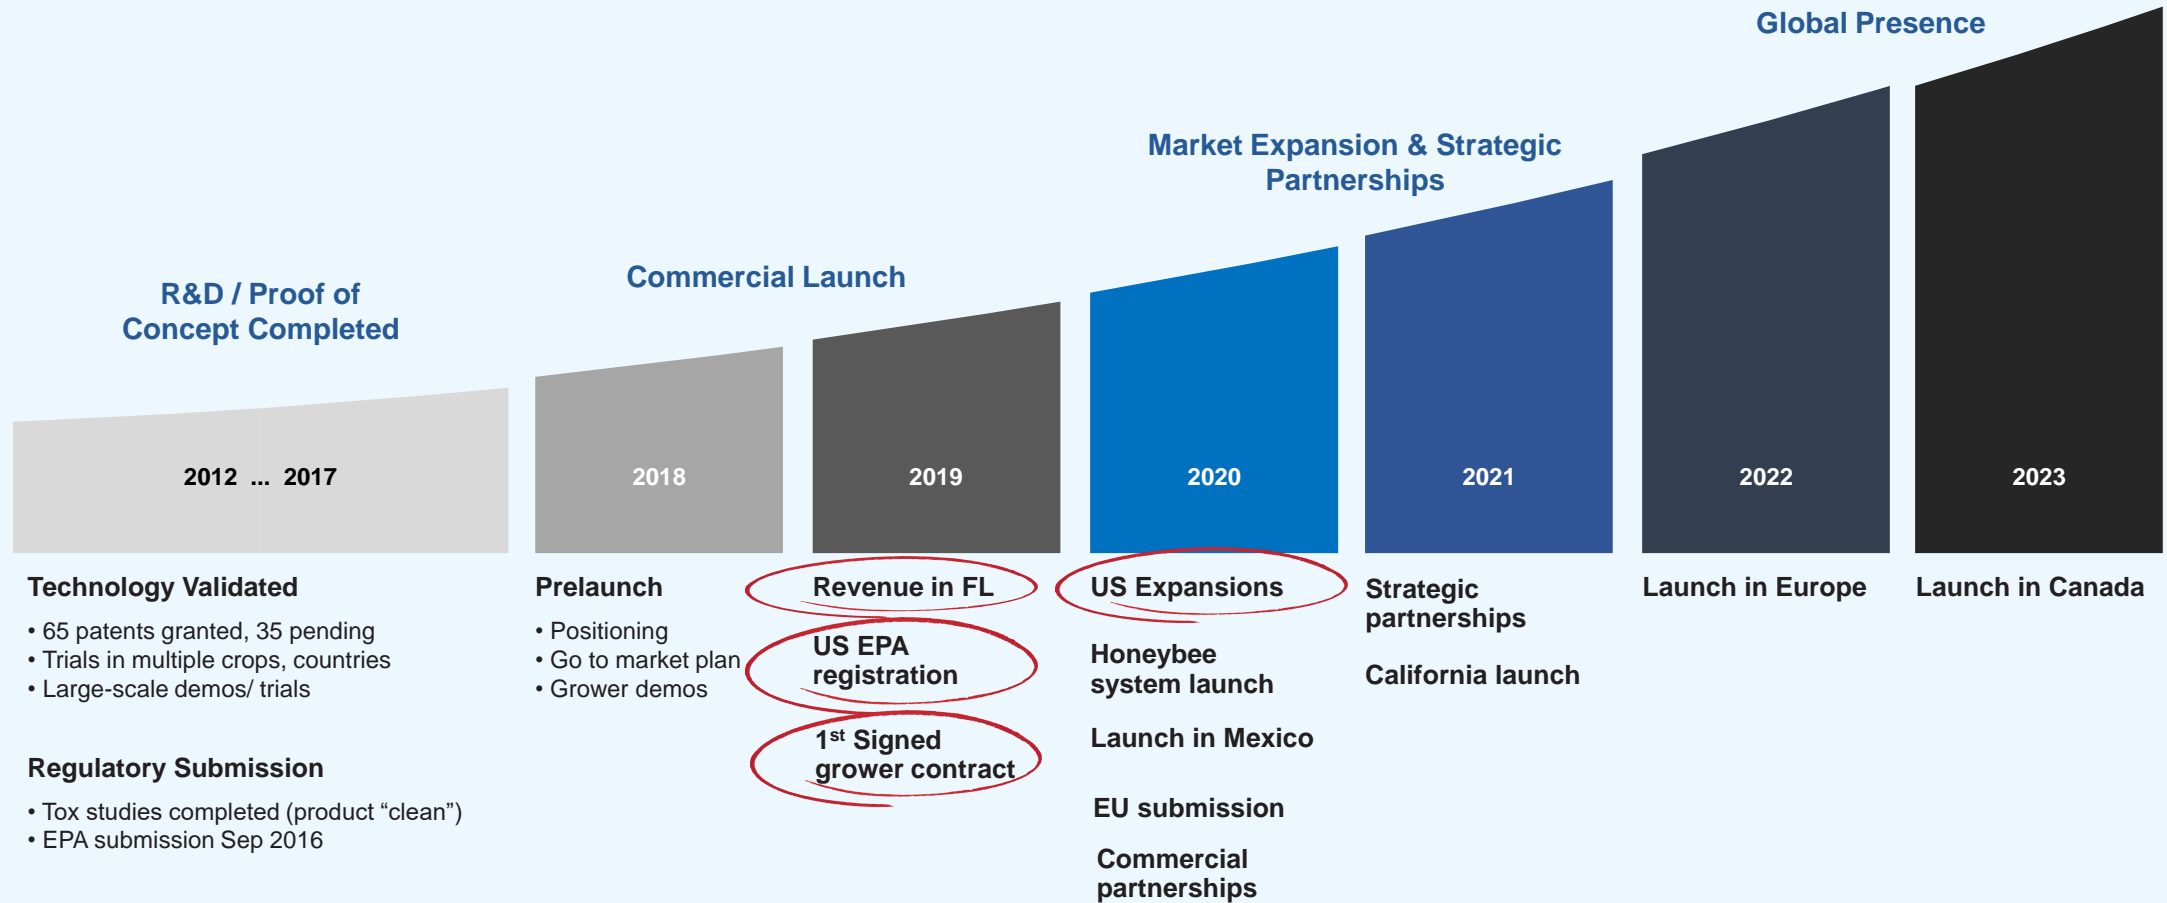 Global Presence
Market Expansion & Strategic
Partnerships
Commercial Launch
R&D / Proof of
Concept Completed
2012 ... 2017
2018
2019
2020
2021
2022
2023
Technology Validated
• 65 patents granted, 35 pending
• Trials in multiple crops, countries
• Large-scale demos/ trials
Regulatory Submission
• Tox studies completed (product “clean”)
• EPA submission Sep 2016
Prelaunch
• Positioning
• Go to market plan
• Grower demos
Revenue in FL
US EPA
registration
1st Signed
grower contract
US Expansions
Honeybee
system launch
Launch in Mexico
EU submission
Commercial
partnerships
Strategic
partnerships
California launch
Launch in Europe
Launch in Canada